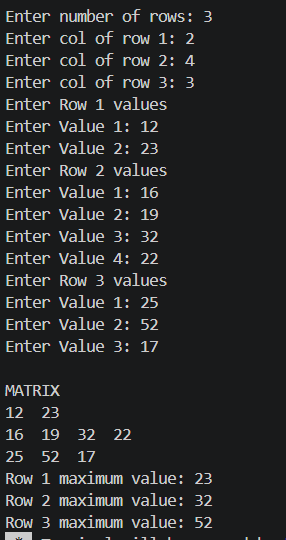 Enter number of rows: 3
Enter col of row 1: 2
Enter col of row 2: 4
Enter col of row 3: 3
Enter Row 1 values
Enter Value 1: 12
Enter Value 2: 23
Enter Row 2 values
Enter Value 1: 16
Enter Value 2: 19
Enter Value 3: 32
Enter Value 4: 22
Enter Row 3 values
Enter Value 1: 25
Enter Value 2: 52
Enter Value 3: 17
MATRIX
12  23
16  19  32  22
25  52  17
Row 1 maximum value: 23
Row 2 maximum value: 32
Row 3 maximum value: 52